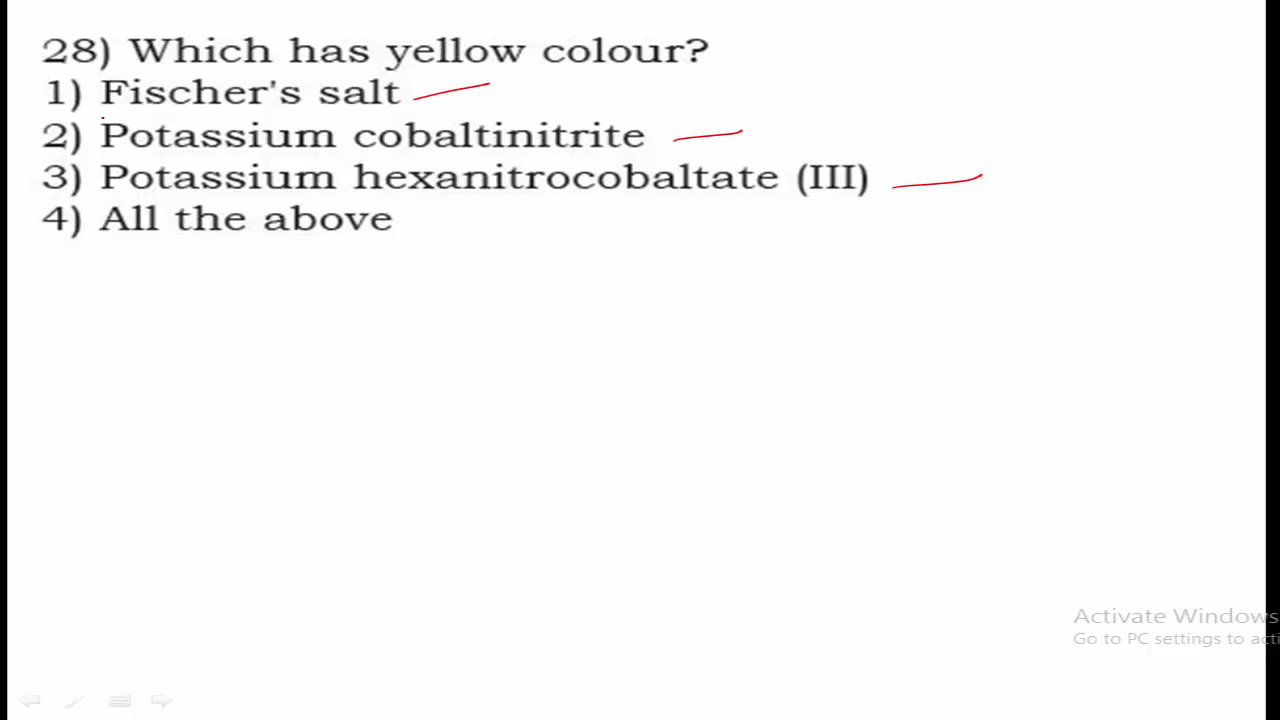 28) Which has yellow colour?
1) Fischer's salt
2) Potassium cobaltinitrite
3) Potassium hexanitrocobaltate (III)
4) All the above
Activate Windows
Go to PC settings to acti